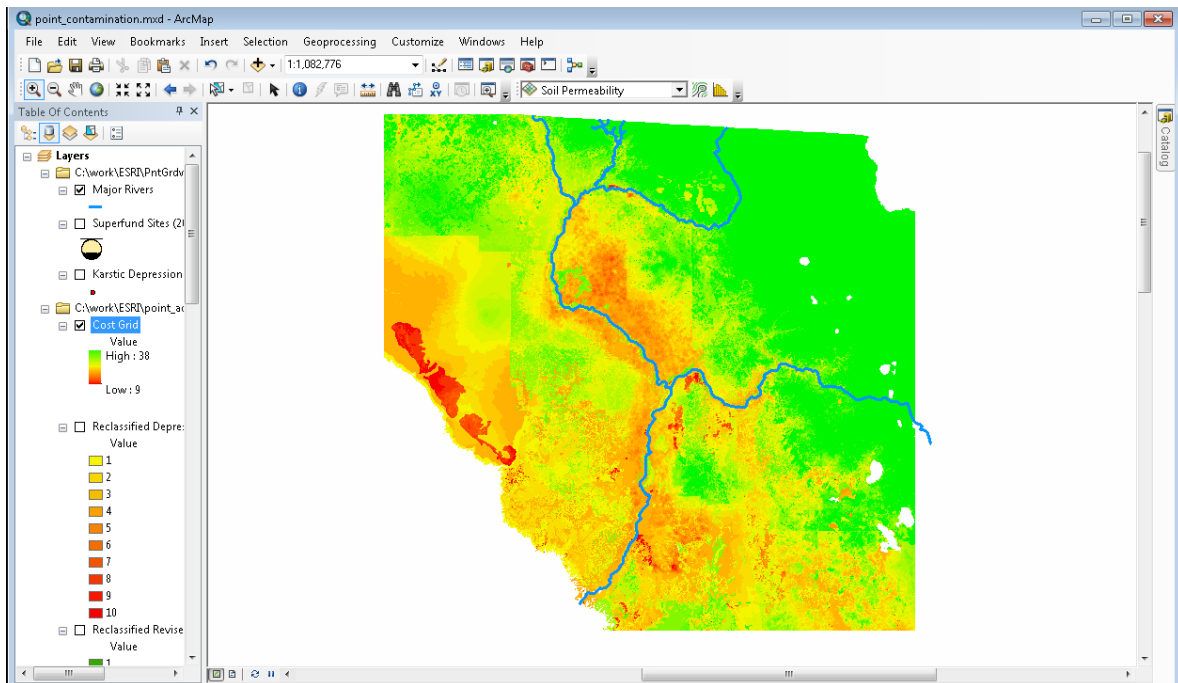 point_contamination.mxd - ArcMap
File Edit View Bookmarks Insert Selection Geoprocessing Customize Windows Help
1:1,082,776
Soil Permeability
Table Of Contents
Catalog
Layers
C:\work\ESRI\PntGrdv
Major Rivers
Superfund Sites (2(
Karstic Depression
C:\work\ESRI\point_ac
Cost Grid
Value
High : 38
Low : 9
Reclassified Depre:
Value
1
2
3
4
5
6
7
8
9
10
Reclassified Revise
Value
1